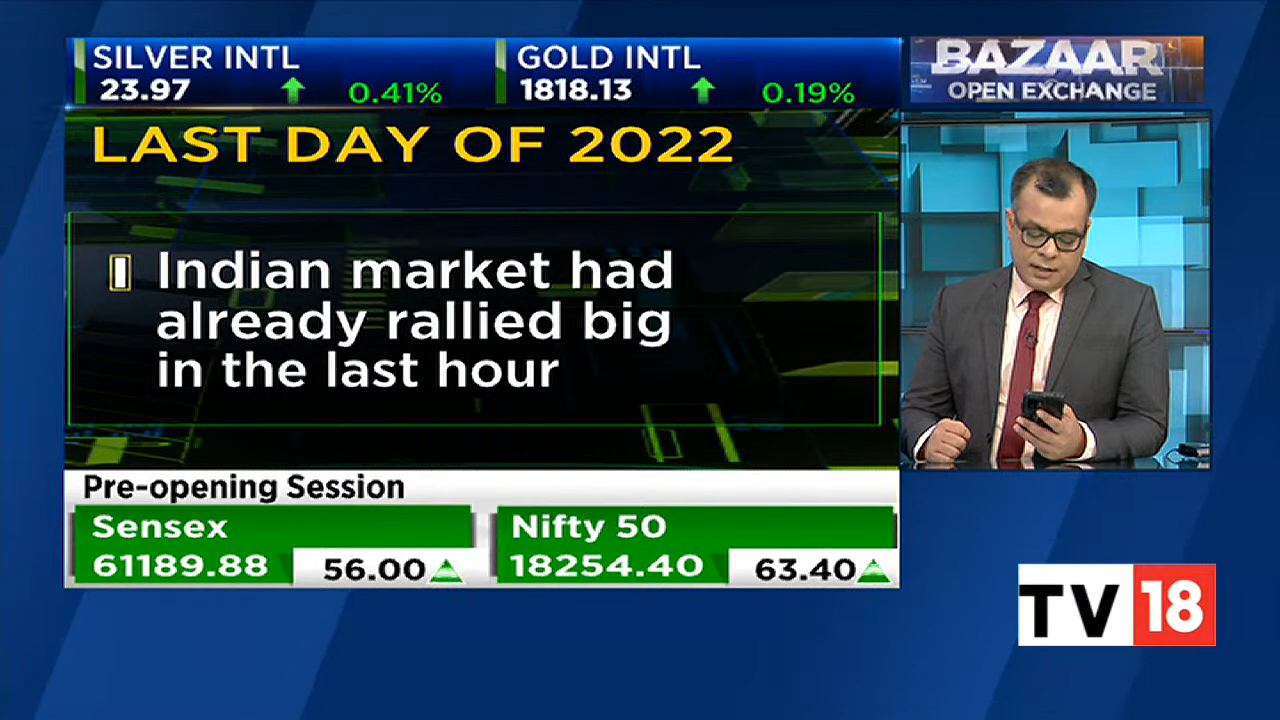 SILVER INTL
23.97 0.41%
GOLD INTL
1818.13 0.19%
BAZAAR
OPEN EXCHANGE
LAST DAY OF 2022
Indian market had
already rallied big
in the last hour
Pre-opening Session
Sensex
61189.88 56.00
Nifty 50
18254.40 63.40
TV18